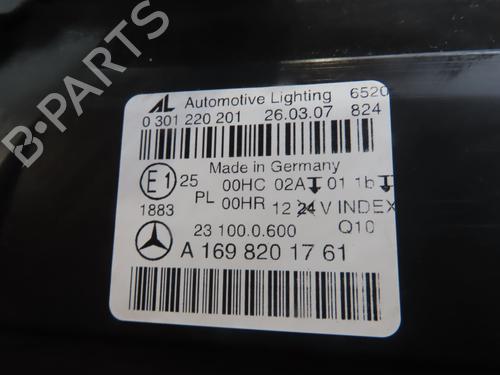 AL Automotive Lighting 6520
0 301 220 201 26.03.07 824
Made in Germany
E1 25 00HC 02A 01 1b
PL 00HR 12 24 V INDEX
1883
23 100.0.600 Q10
A 169 820 17 61
B-PARTS